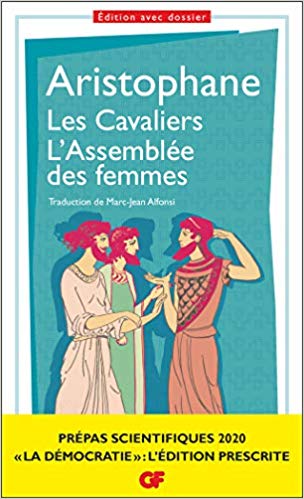 Édition avec dossier
Aristophane
Les Cavaliers
L'Assemblée
des femmes
Traduction de Marc-Jean Alfonsi
PRÉPAS SCIENTIFIQUES 2020
« LA DÉMOCRATIE » : L'ÉDITION PRESCRITE
GF